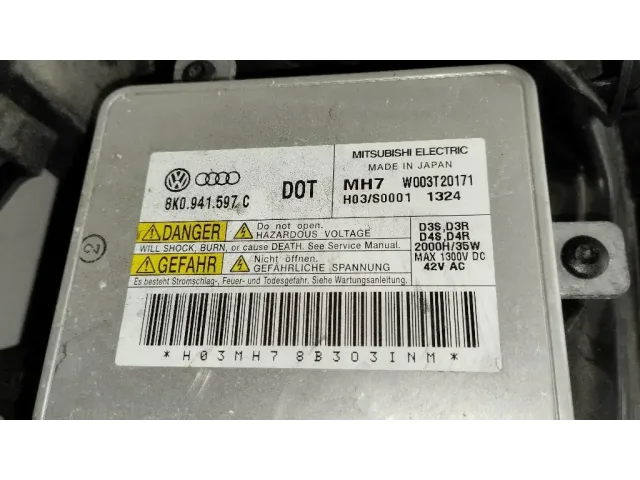 MITSUBISHI ELECTRIC
MADE IN JAPAN
8K0.941.597 C DOT
MH7 W003T20171
H03/S0001 1324
DANGER
Do not open.
HAZARDOUS VOLTAGE
WILL SHOCK, BURN, or cause DEATH. See Service Manual.
GEFAHR
Nicht öffnen.
GEFÄHRLICHE SPANNUNG
Es besteht Stromschlag-, Feuer- und Todesgefahr. Siehe Wartungsanleitung.
D3S,D3R
D4S,D4R
2000H/35W
MAX 1300V DC
42V AC
*H03MH78B303INM*
2